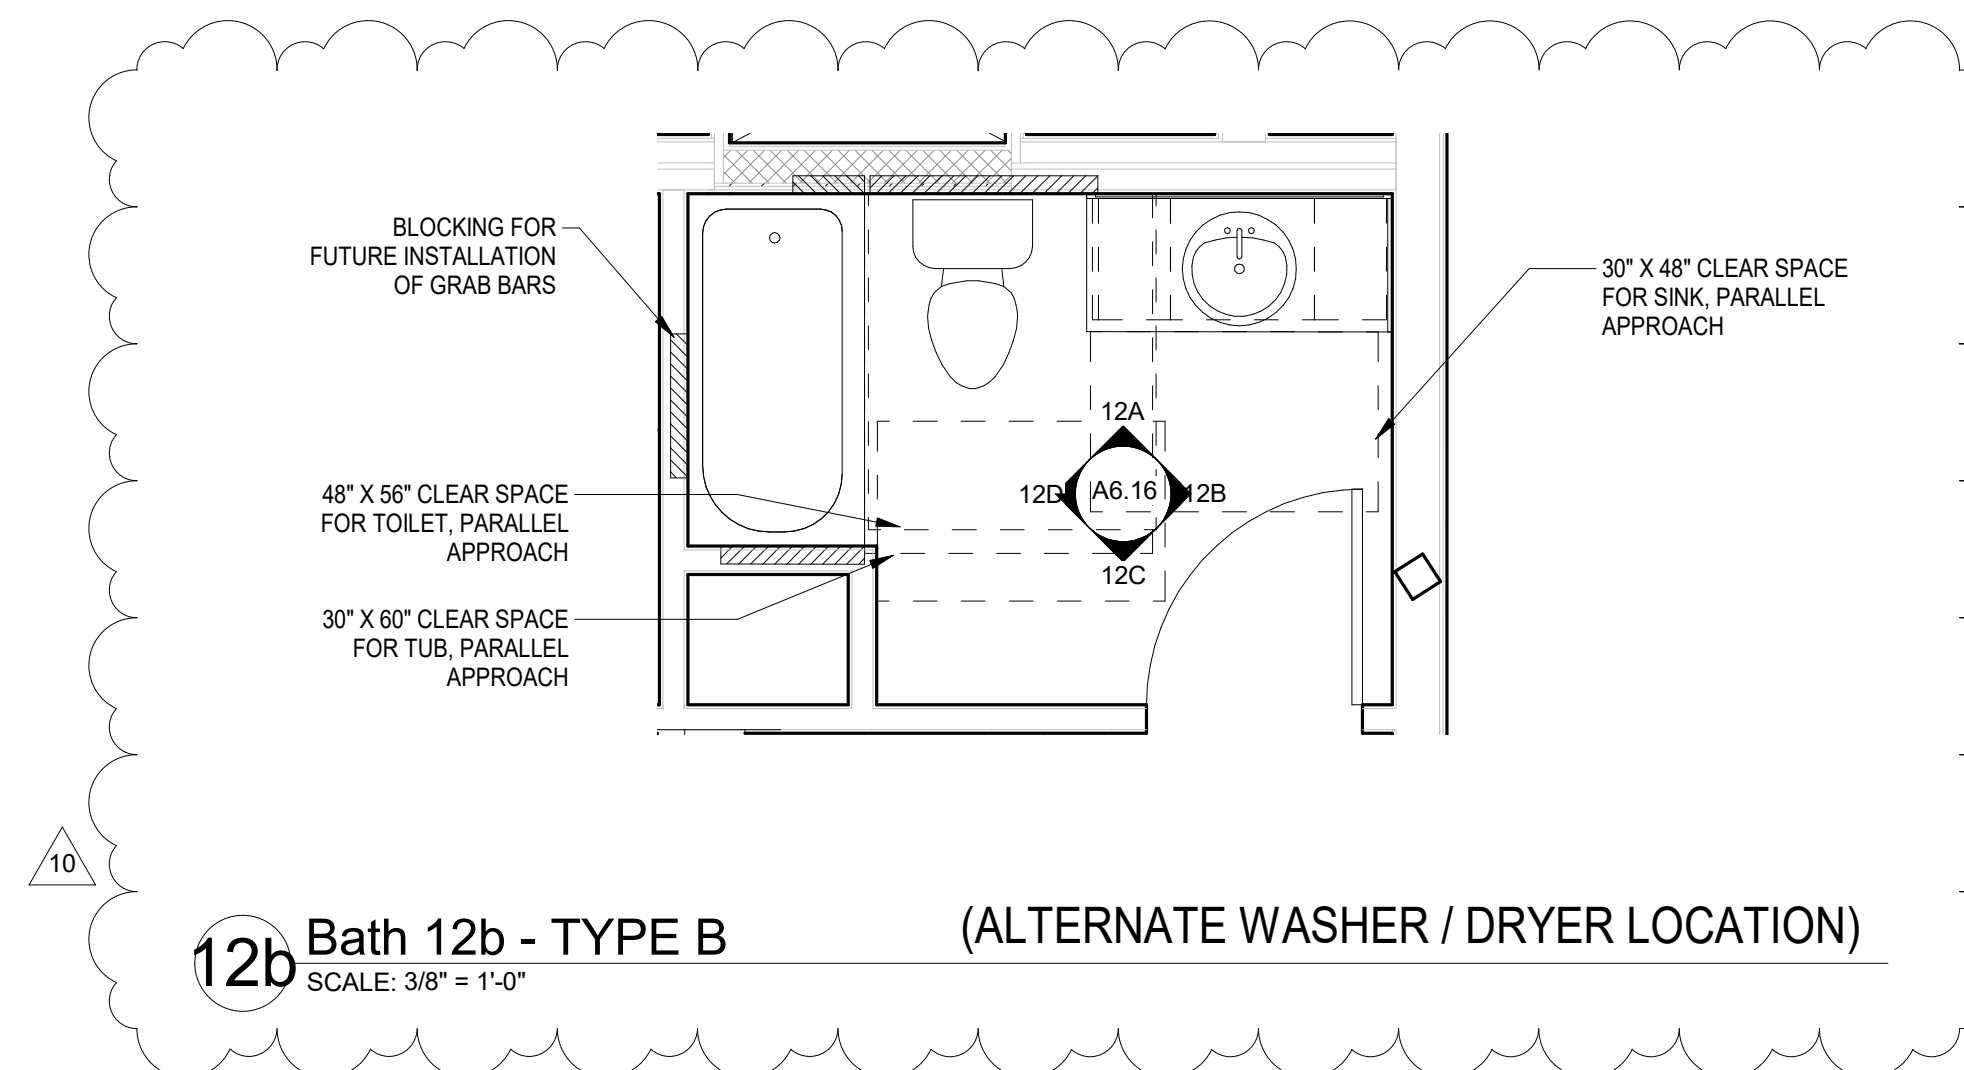 BLOCKING FOR
FUTURE INSTALLATION
OF GRAB BARS
30" X 48" CLEAR SPACE
FOR SINK, PARALLEL
APPROACH
48" X 56" CLEAR SPACE
FOR TOILET, PARALLEL
APPROACH
30" X 60" CLEAR SPACE
FOR TUB, PARALLEL
APPROACH
12A
12D
A6.16
12B
12C
10
12b
Bath 12b - TYPE B
(ALTERNATE WASHER / DRYER LOCATION)
SCALE: 3/8" = 1'-0"